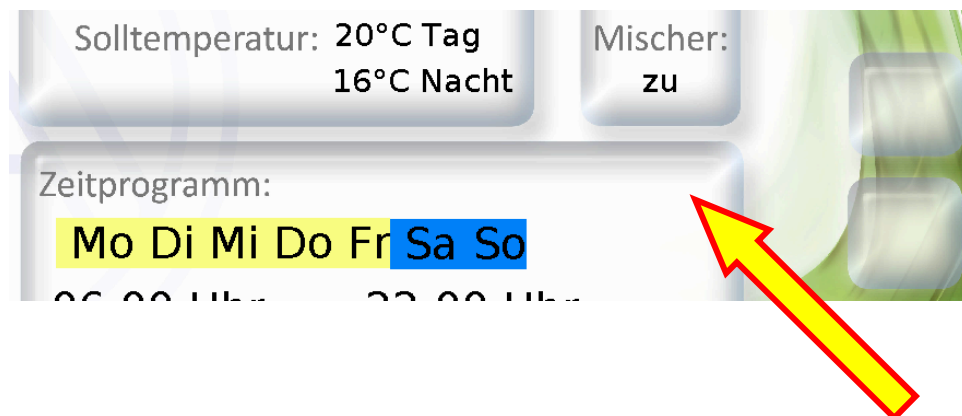 Solltemperatur: 20°C Tag
16°C Nacht
Mischer:
zu
Zeitprogramm:
Mo Di Mi Do Fr Sa So